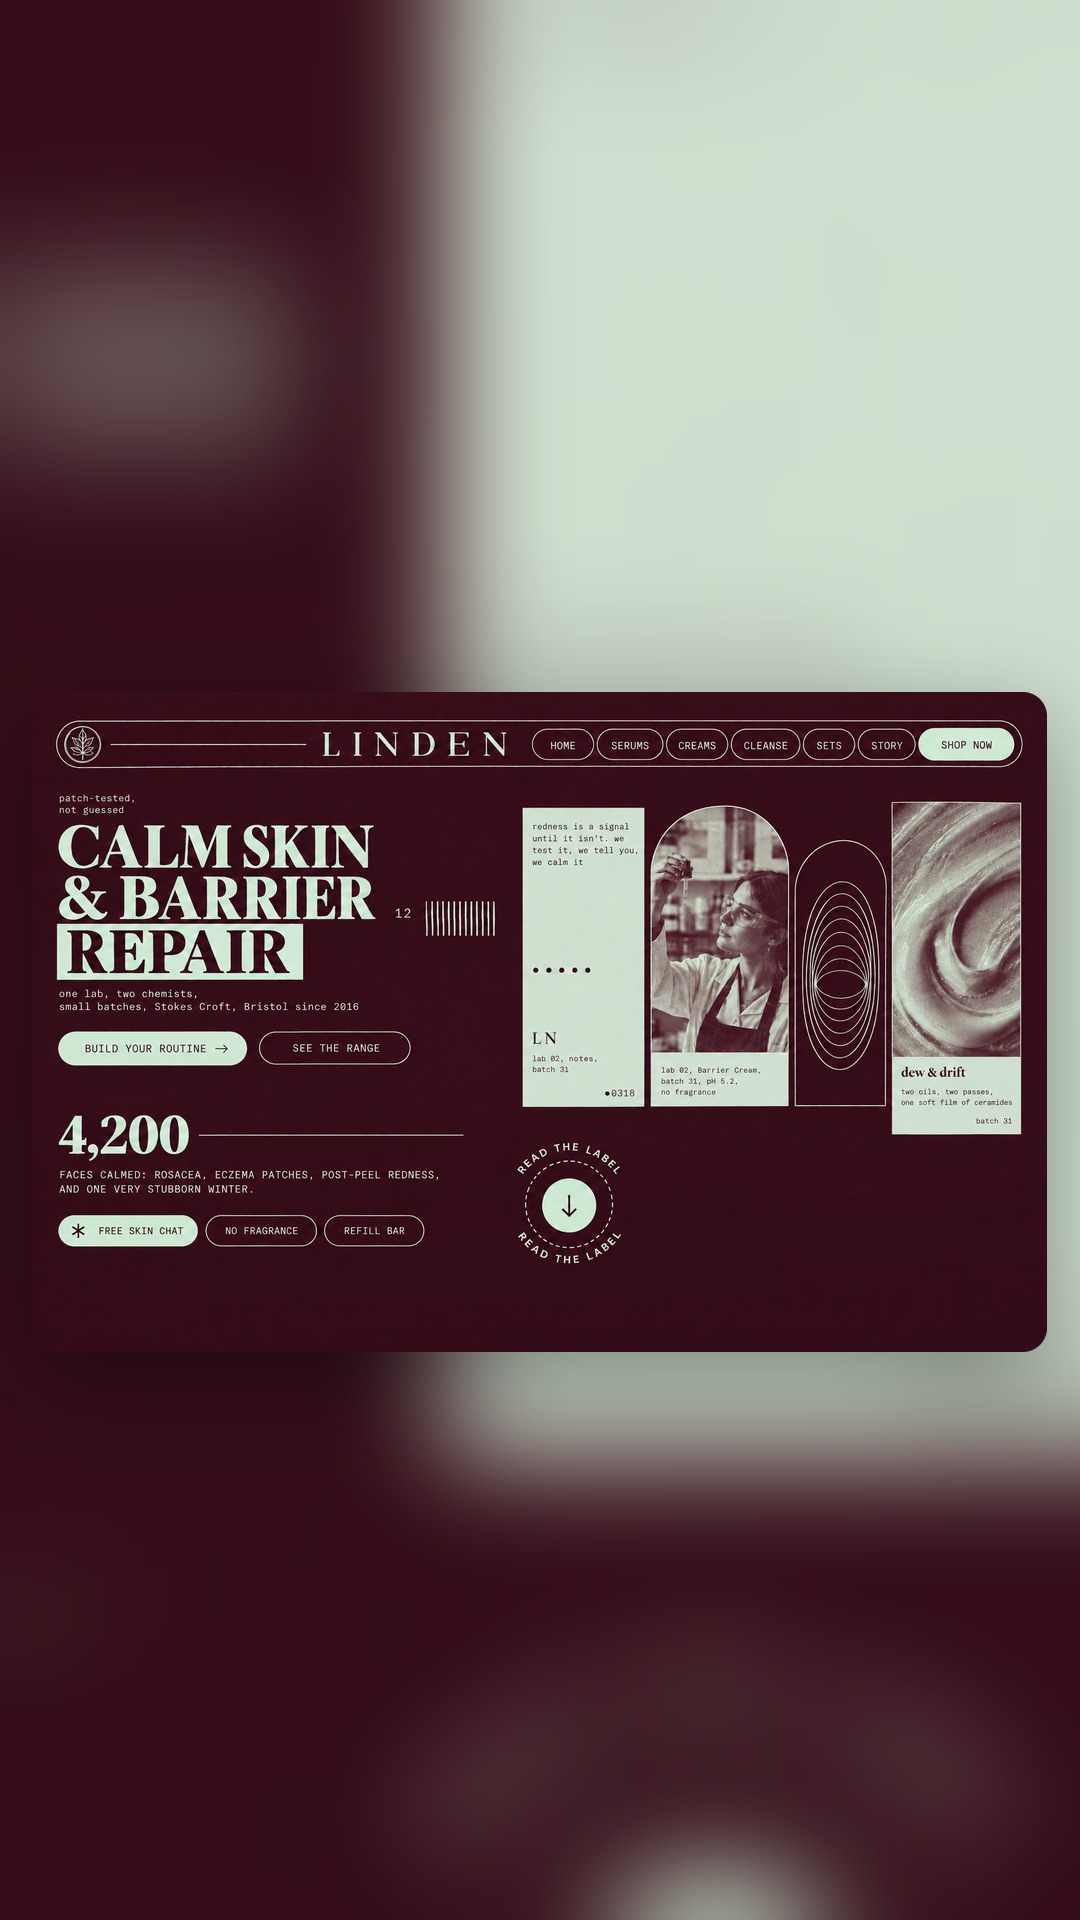 LINDEN
HOME
SERUMS
CREAMS
CLEANSE
SETS
STORY
SHOP NOW
patch-tested,
not guessed
CALM SKIN
& BARRIER
REPAIR
12
one lab, two chemists,
small batches, Stokes Croft, Bristol since 2016
BUILD YOUR ROUTINE →
SEE THE RANGE
4,200
FACES CALMED: ROSACEA, ECZEMA PATCHES, POST-PEEL REDNESS,
AND ONE VERY STUBBORN WINTER.
FREE SKIN CHAT
NO FRAGRANCE
REFILL BAR
redness is a signal
until it isn't. we
test it, we tell you,
we calm it
LN
lab 02, notes,
batch 31
●0318
lab 02, Barrier Cream,
batch 31, pH 5.2,
no fragrance
dew & drift
two oils, two passes,
one soft film of ceramides
batch 31
READ THE LABEL
READ THE LABEL